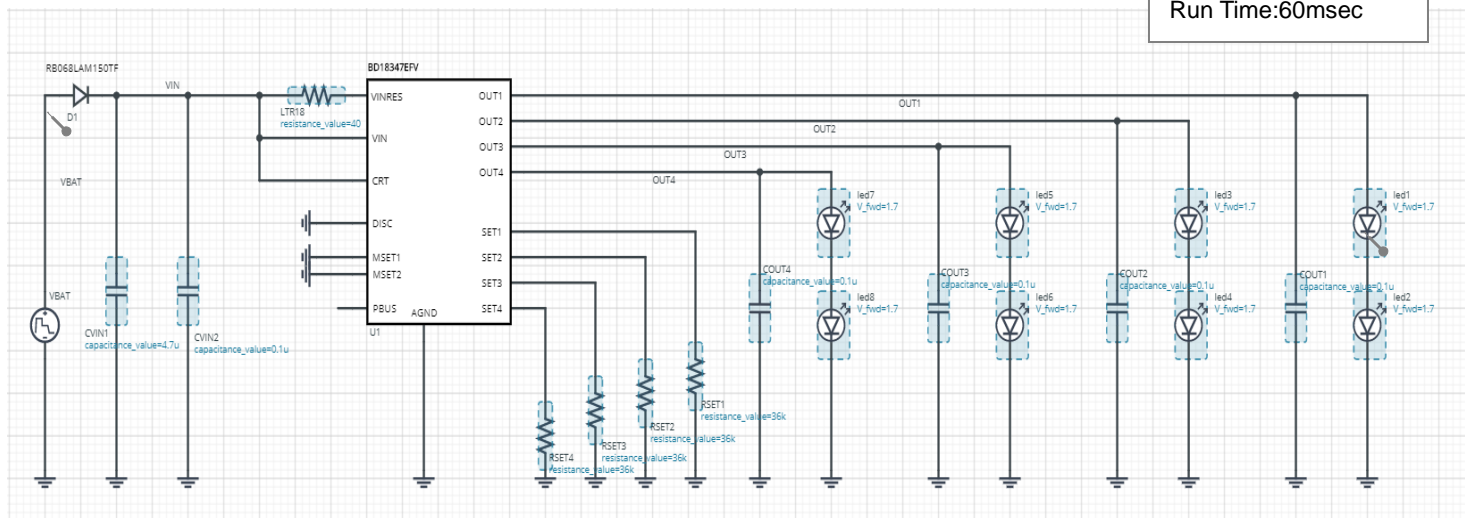 Run Time:60msec
RB068LAM150TF
D1
VIN
VBAT
VBAT
CVIN1
capacitance_value=4.7u
CVIN2
capacitance_value=0.1u
LTR18
resistance_value=40
BD18347EFV
VINRES
VIN
CRT
DISC
MSET1
MSET2
PBUS
AGND
U1
OUT1
OUT2
OUT3
OUT4
SET1
SET2
SET3
SET4
OUT1
OUT2
OUT3
OUT4
RSET4
resistance_value=36k
RSET3
resistance_value=36k
RSET2
resistance_value=36k
RSET1
resistance_value=36k
COUT4
capacitance_value=0.1u
led7
V_fwd=1.7
led8
V_fwd=1.7
COUT3
capacitance_value=0.1u
led5
V_fwd=1.7
led6
V_fwd=1.7
COUT2
capacitance_value=0.1u
led3
V_fwd=1.7
led4
V_fwd=1.7
COUT1
capacitance_value=0.1u
led1
V_fwd=1.7
led2
V_fwd=1.7